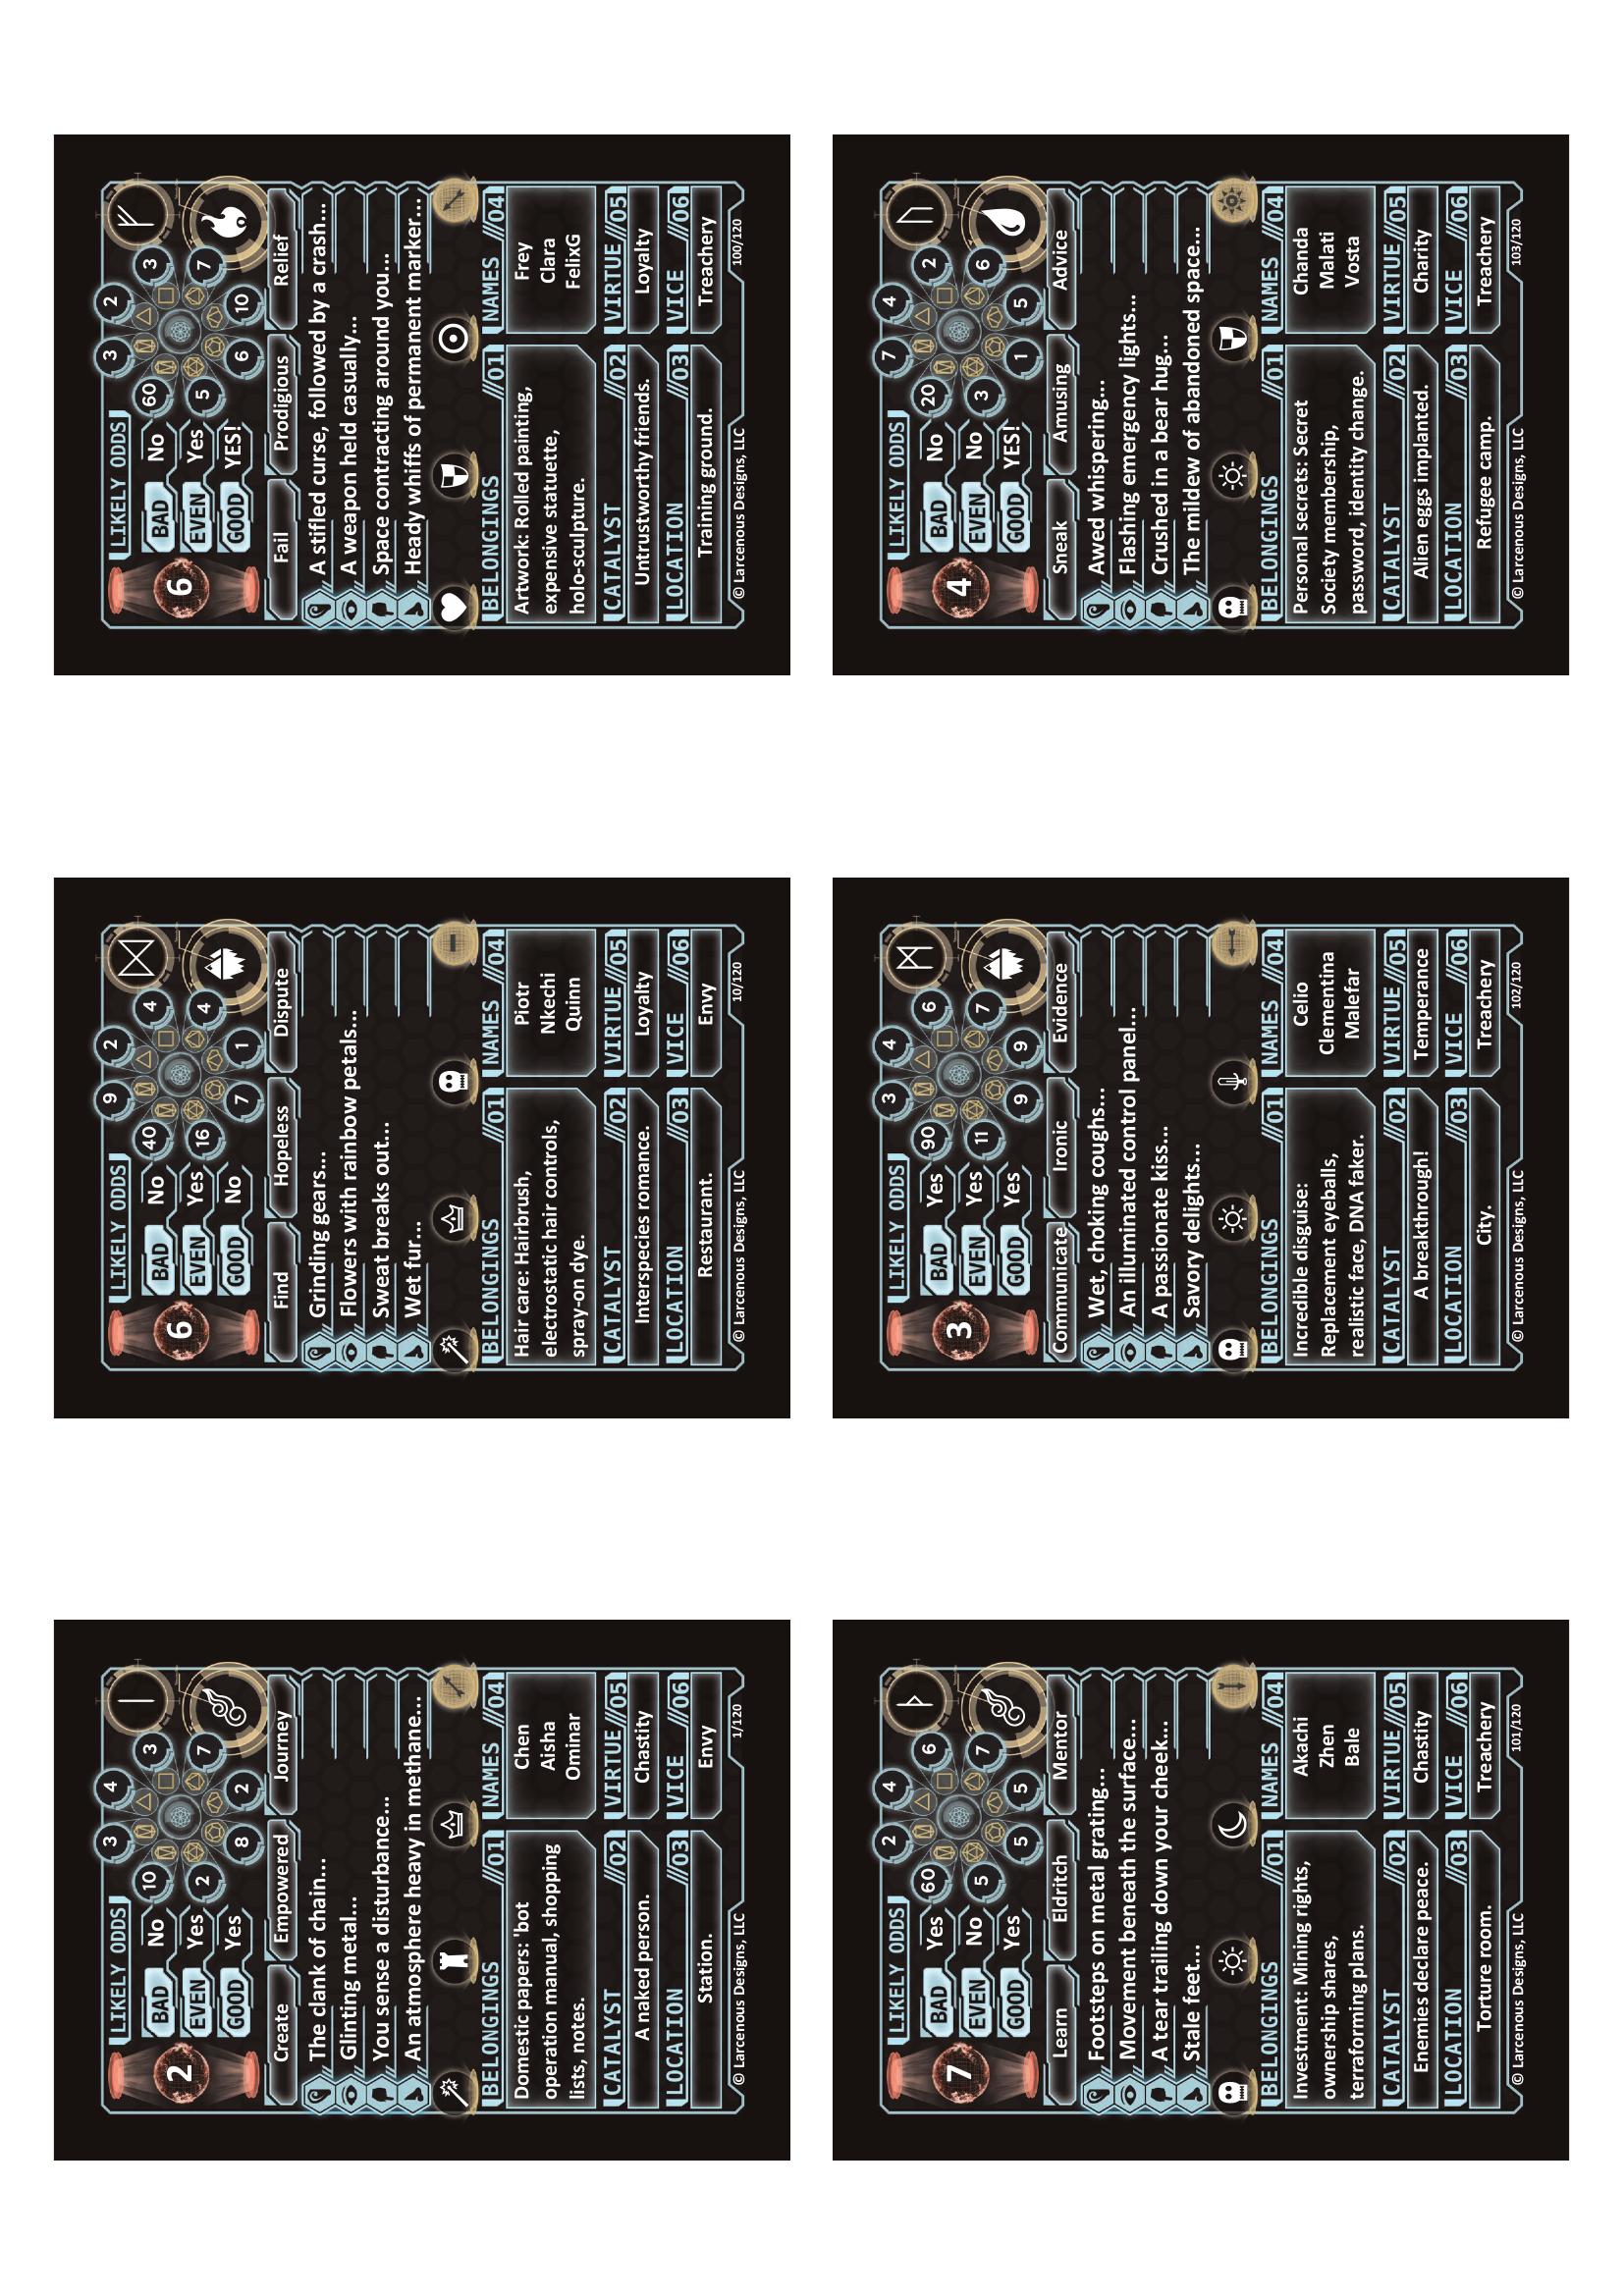 LIKELY ODDS 3 4
BAD No 10 3
2
EVEN Yes 2 7
GOOD Yes 8 2
Create Empowered Journey
The clank of chain...
Glinting metal...
You sense a disturbance...
An atmosphere heavy in methane...
BELONGINGS //01
Domestic papers: 'bot
operation manual, shopping
lists, notes.
CATALYST //02
A naked person.
LOCATION //03
Station.
NAMES //04
Chen
Aisha
Ominar
VIRTUE //05
Chastity
VICE //06
Envy
© Larcenous Designs, LLC
1/120
LIKELY ODDS 9 2
BAD No 40 4
6
EVEN Yes 16 4
GOOD No 7 1
Find Hopeless Dispute
Grinding gears...
Flowers with rainbow petals...
Sweat breaks out...
Wet fur...
BELONGINGS //01
Hair care: Hairbrush,
electrostatic hair controls,
spray-on dye.
CATALYST //02
Interspecies romance.
LOCATION //03
Restaurant.
NAMES //04
Piotr
Nkechi
Quinn
VIRTUE //05
Loyalty
VICE //06
Envy
© Larcenous Designs, LLC
10/120
LIKELY ODDS 3 2
BAD No 60 3
6
EVEN Yes 5 7
GOOD YES! 6 10
Fail Prodigious Relief
A stifled curse, followed by a crash...
A weapon held casually...
Space contracting around you...
Heady whiffs of permanent marker...
BELONGINGS //01
Artwork: Rolled painting,
expensive statuette,
holo-sculpture.
CATALYST //02
Untrustworthy friends.
LOCATION //03
Training ground.
NAMES //04
Frey
Clara
FelixG
VIRTUE //05
Loyalty
VICE //06
Treachery
© Larcenous Designs, LLC
100/120
LIKELY ODDS 2 4
BAD Yes 60 6
7
EVEN No 5 7
GOOD Yes 5 5
Learn Eldritch Mentor
Footsteps on metal grating...
Movement beneath the surface...
A tear trailing down your cheek...
Stale feet...
BELONGINGS //01
Investment: Mining rights,
ownership shares,
terraforming plans.
CATALYST //02
Enemies declare peace.
LOCATION //03
Torture room.
NAMES //04
Akachi
Zhen
Bale
VIRTUE //05
Chastity
VICE //06
Treachery
© Larcenous Designs, LLC
101/120
LIKELY ODDS 3 4
BAD Yes 90 6
3
EVEN Yes 11 7
GOOD Yes 9 9
Communicate Ironic Evidence
Wet, choking coughs...
An illuminated control panel...
A passionate kiss...
Savory delights...
BELONGINGS //01
Incredible disguise:
Replacement eyeballs,
realistic face, DNA faker.
CATALYST //02
A breakthrough!
LOCATION //03
City.
NAMES //04
Celio
Clementina
Malefar
VIRTUE //05
Temperance
VICE //06
Treachery
© Larcenous Designs, LLC
102/120
LIKELY ODDS 7 4
BAD No 20 2
4
EVEN No 3 6
GOOD YES! 1 5
Sneak Amusing Advice
Awed whispering...
Flashing emergency lights...
Crushed in a bear hug...
The mildew of abandoned space...
BELONGINGS //01
Personal secrets: Secret
Society membership,
password, identity change.
CATALYST //02
Alien eggs implanted.
LOCATION //03
Refugee camp.
NAMES //04
Chanda
Malati
Vosta
VIRTUE //05
Charity
VICE //06
Treachery
© Larcenous Designs, LLC
103/120